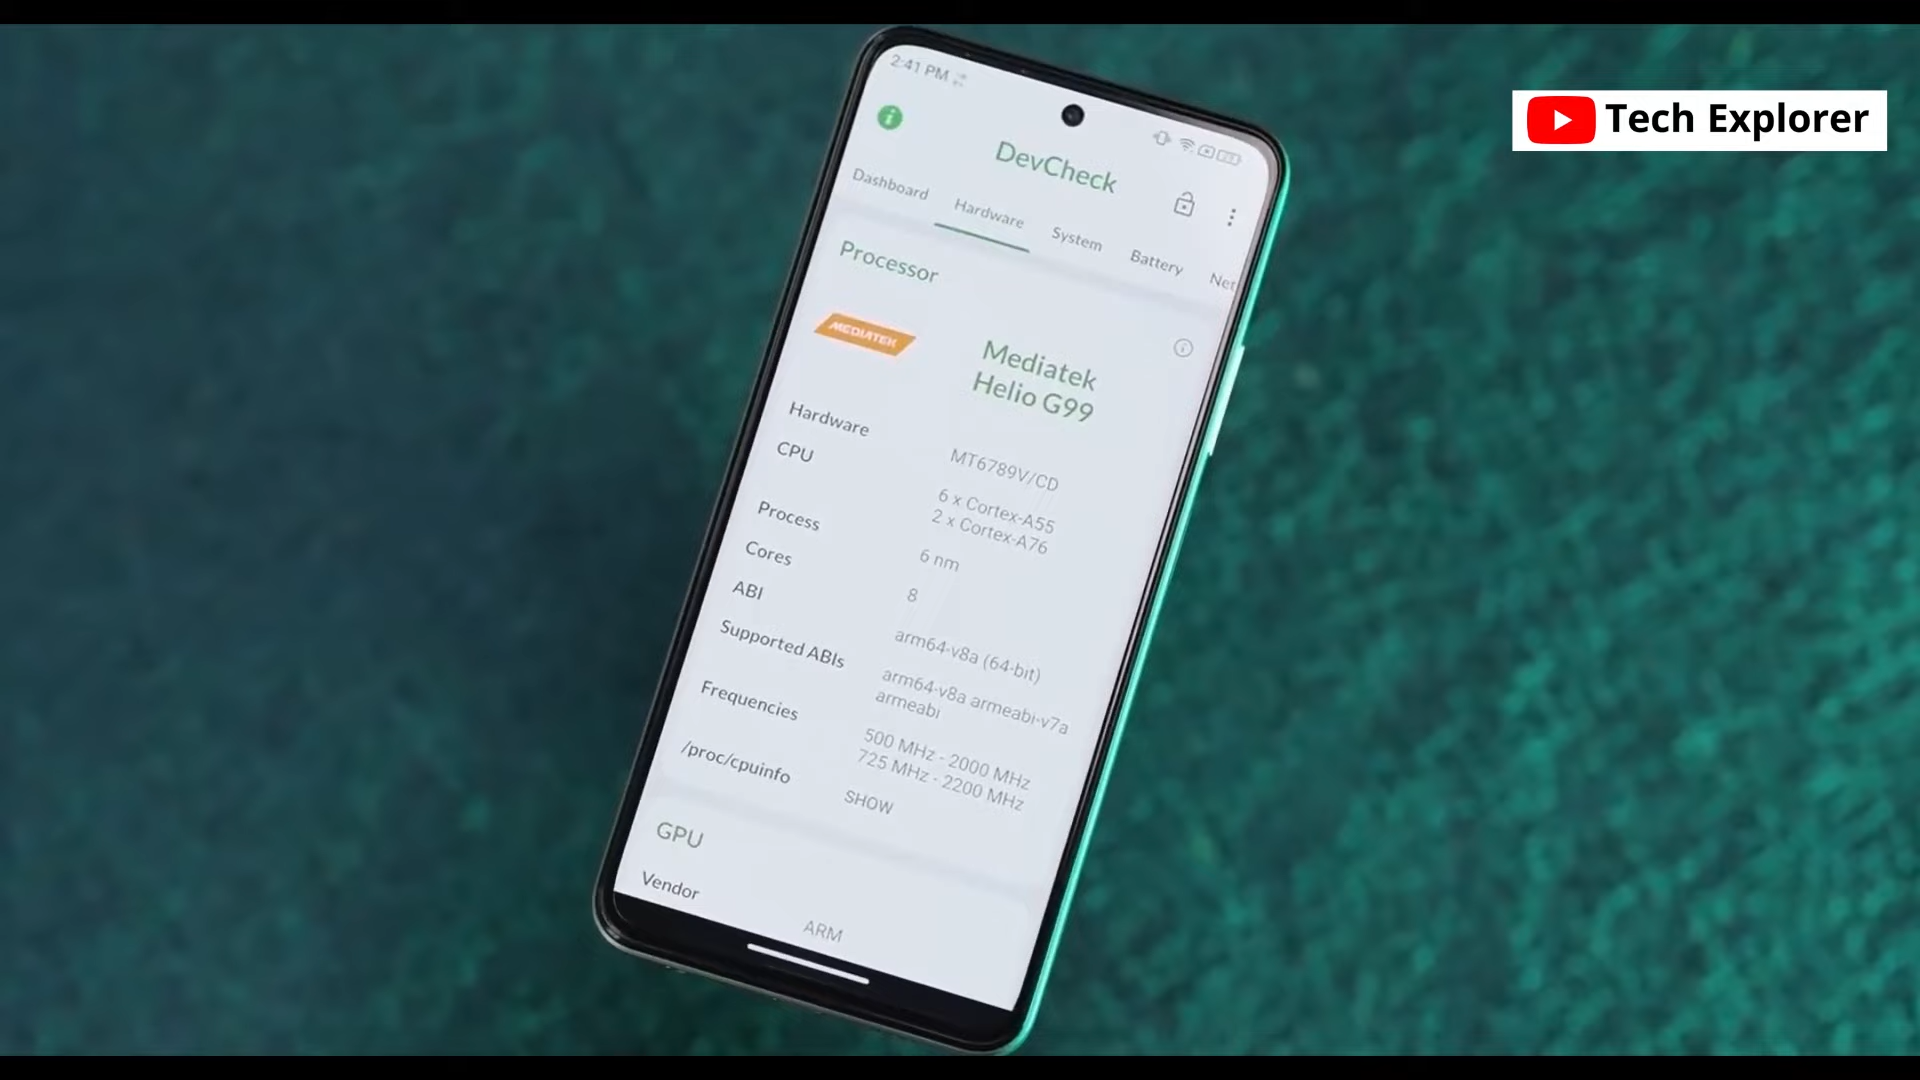 2:41 PM
Tech Explorer
DevCheck
Dashboard
Hardware
System
Battery
Net
Processor
MEDIATEK
Mediatek
Helio G99
Hardware
MT6789V/CD
CPU
6 x Cortex-A55
2 x Cortex-A76
Process
6 nm
Cores
8
ABI
arm64-v8a (64-bit)
Supported ABIs
arm64-v8a armeabi-v7a
armeabi
Frequencies
500 MHz - 2000 MHz
725 MHz - 2200 MHz
/proc/cpuinfo
SHOW
GPU
Vendor
ARM